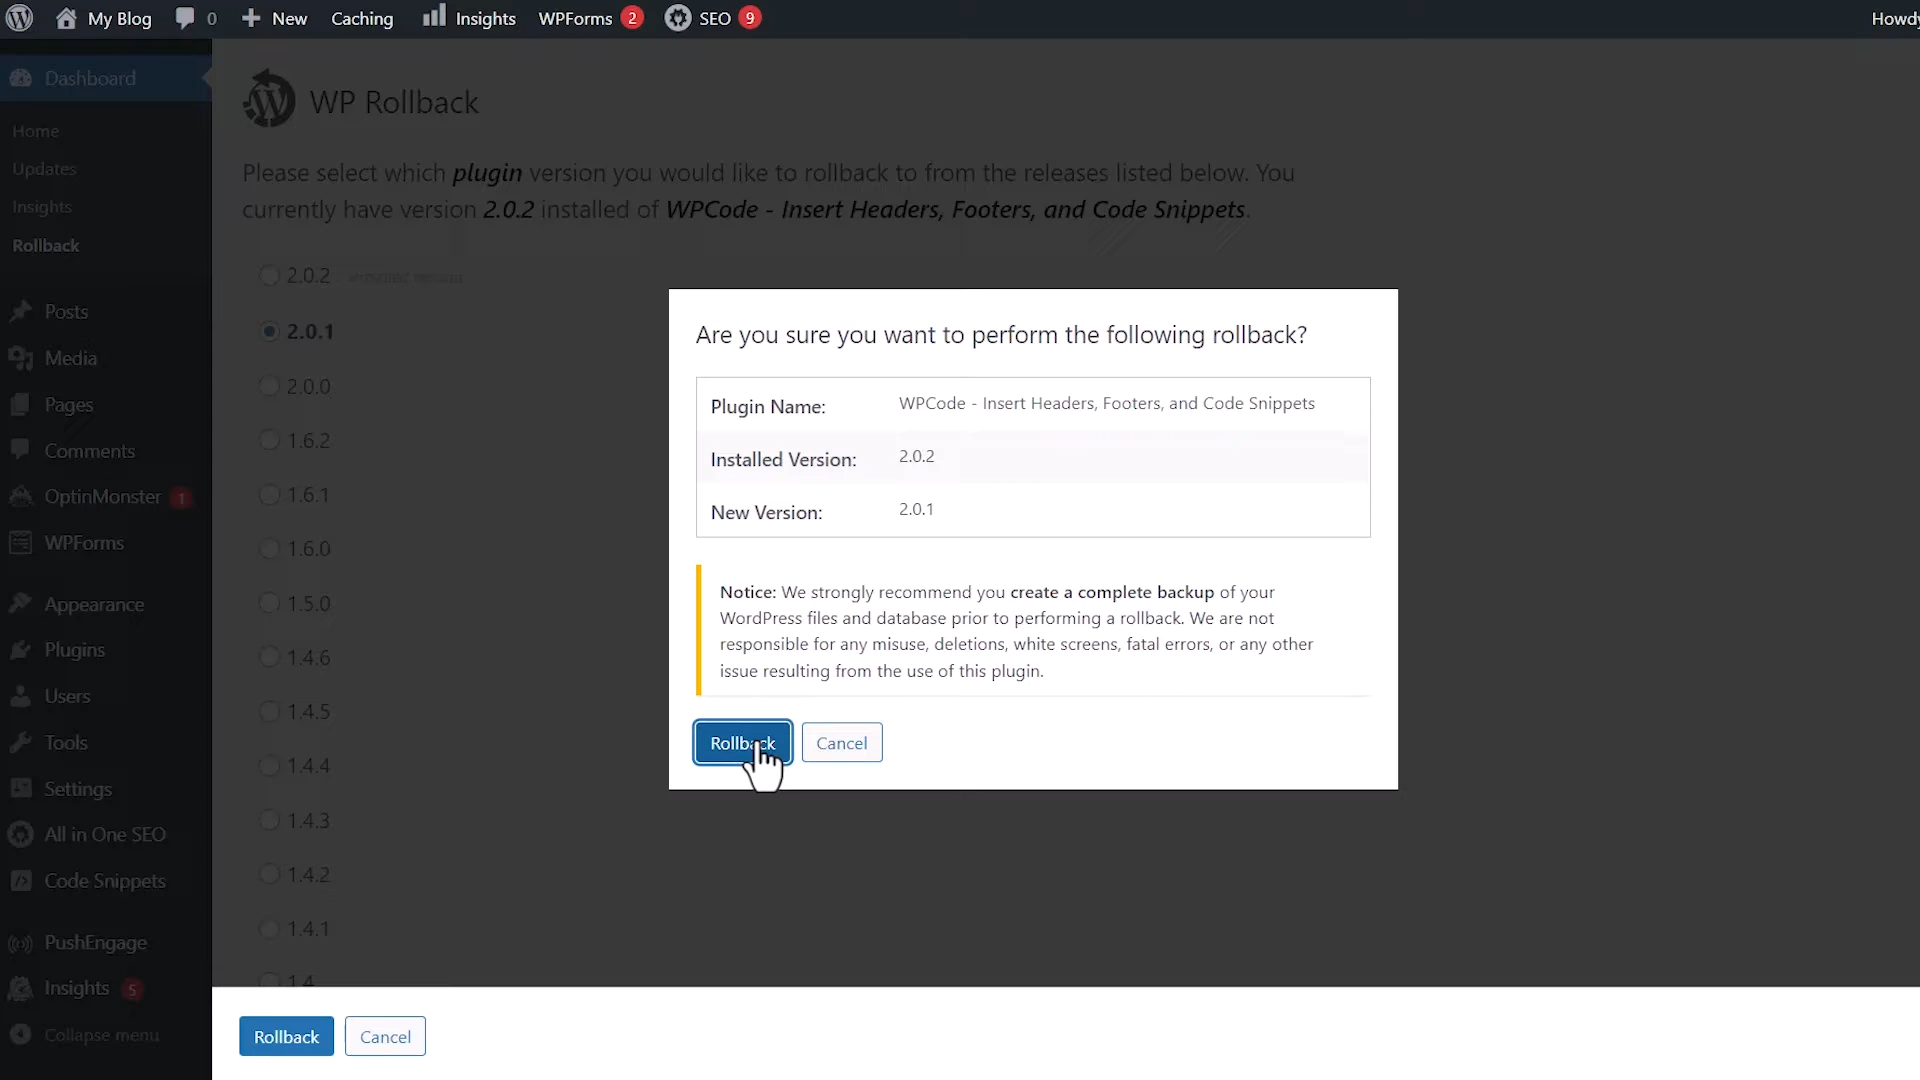 My Blog
0
New
Caching
Insights
WPForms
2
SEO
9
Howdy
Dashboard
Home
Updates
Insights
Rollback
Posts
Media
Pages
Comments
OptinMonster
1
WPForms
Appearance
Plugins
Users
Tools
Settings
All in One SEO
Code Snippets
PushEngage
Insights
5
Collapse menu
WP Rollback
Please select which plugin version you would like to rollback to from the releases listed below. You
currently have version 2.0.2 installed of WPCode - Insert Headers, Footers, and Code Snippets.
2.0.2
2.0.1
2.0.0
1.6.2
1.6.1
1.6.0
1.5.0
1.4.6
1.4.5
1.4.4
1.4.3
1.4.2
1.4.1
1.4
Are you sure you want to perform the following rollback?
Plugin Name: WPCode - Insert Headers, Footers, and Code Snippets
Installed Version: 2.0.2
New Version: 2.0.1
Notice: We strongly recommend you create a complete backup of your
WordPress files and database prior to performing a rollback. We are not
responsible for any misuse, deletions, white screens, fatal errors, or any other
issue resulting from the use of this plugin.
Rollback
Cancel
Rollback
Cancel